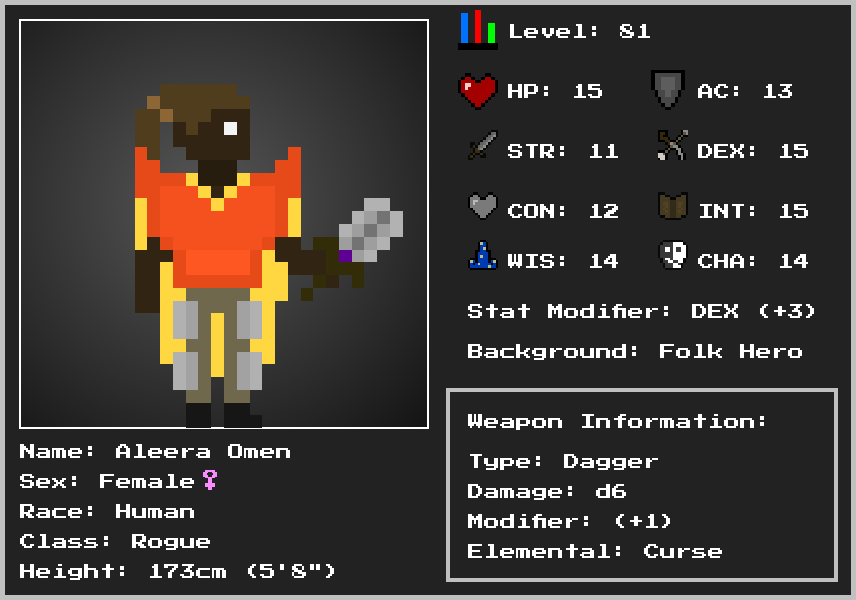 Level: 81
HP: 15
AC: 13
STR: 11
DEX: 15
CON: 12
INT: 15
WIS: 14
CHA: 14
Stat Modifier: DEX (+3)
Background: Folk Hero
Weapon Information:
Type: Dagger
Damage: d6
Modifier: (+1)
Elemental: Curse
Name: Aleera Omen
Sex: Female♀
Race: Human
Class: Rogue
Height: 173cm (5'8")